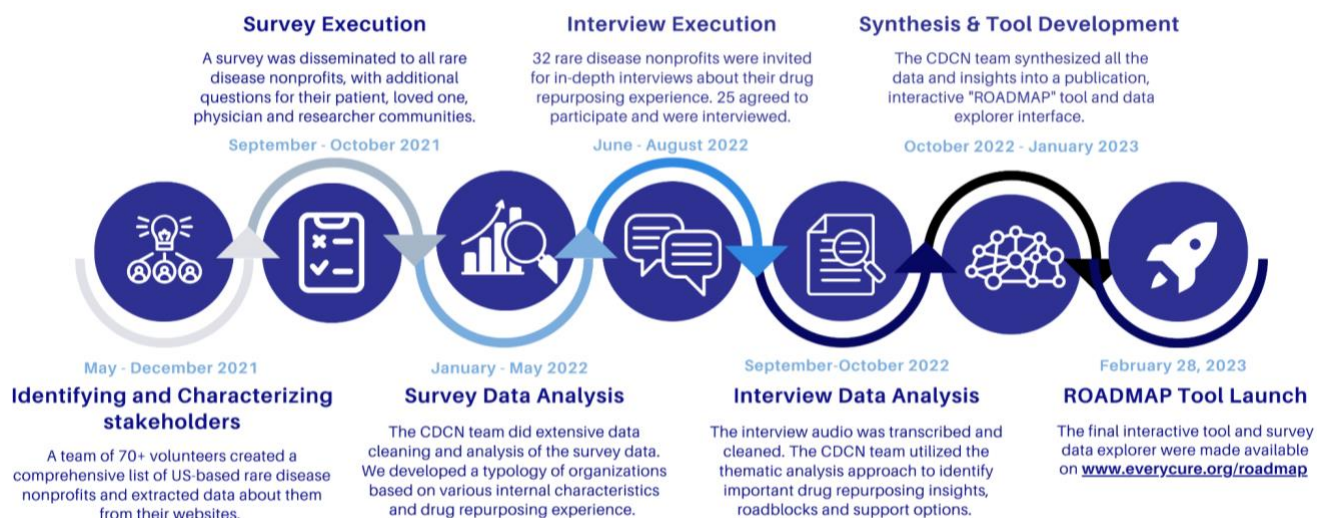 Survey Execution
A survey was disseminated to all rare
disease nonprofits, with additional
questions for their patient, loved one,
physician and researcher communities.
September - October 2021
Interview Execution
32 rare disease nonprofits were invited
for in-depth interviews about their drug
repurposing experience. 25 agreed to
participate and were interviewed.
June - August 2022
Synthesis & Tool Development
The CDCN team synthesized all the
data and insights into a publication,
interactive "ROADMAP" tool and data
explorer interface.
October 2022 - January 2023
May - December 2021
Identifying and Characterizing
stakeholders
A team of 70+ volunteers created a
comprehensive list of US-based rare disease
nonprofits and extracted data about them
from their websites.
January - May 2022
Survey Data Analysis
The CDCN team did extensive data
cleaning and analysis of the survey data.
We developed a typology of organizations
based on various internal characteristics
and drug repurposing experience.
September-October 2022
Interview Data Analysis
The interview audio was transcribed and
cleaned. The CDCN team utilized the
thematic analysis approach to identify
important drug repurposing insights,
roadblocks and support options.
February 28, 2023
ROADMAP Tool Launch
The final interactive tool and survey
data explorer were made available
on www.everycure.org/roadmap